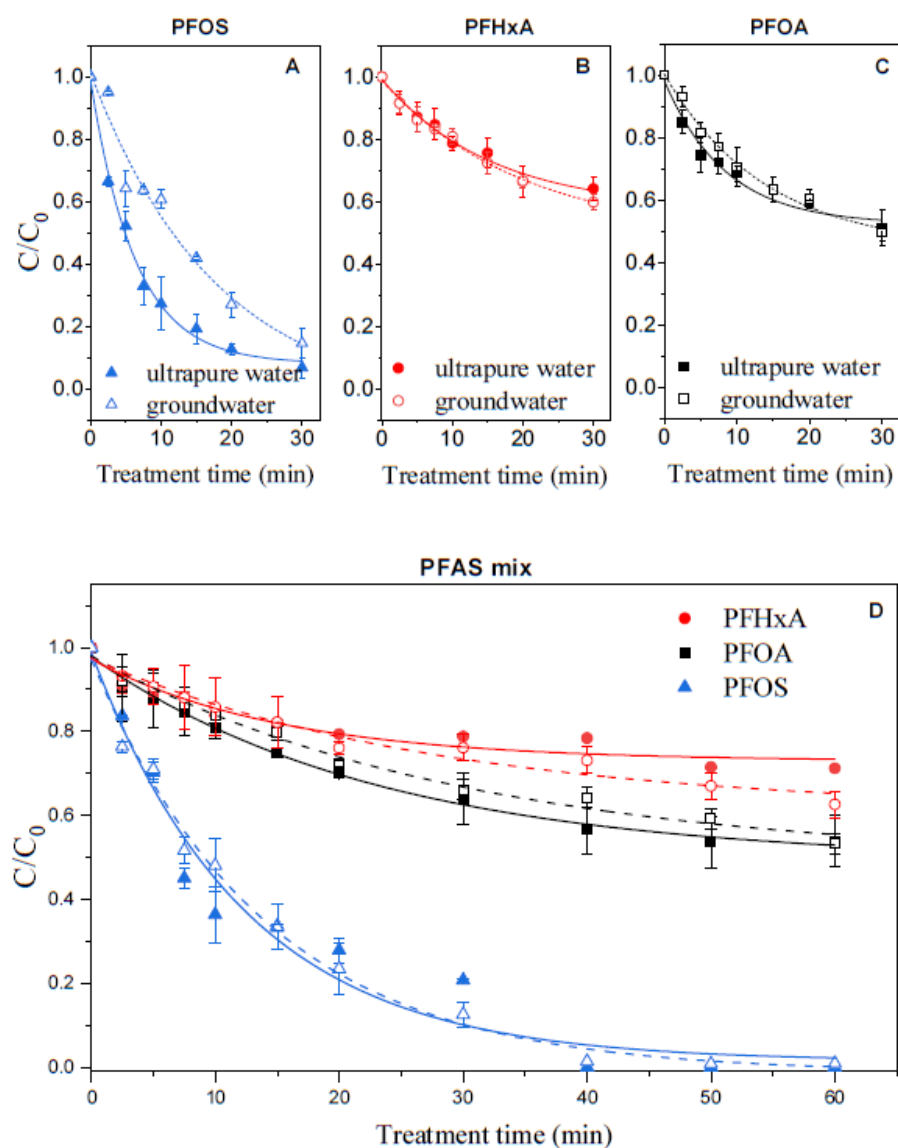 PFOS
A
C/C0
1.0
0.8
0.6
0.4
0.2
0.0
ultrapure water
groundwater
0 10 20 30
Treatment time (min)
PFHxA
B
1.0
0.8
0.6
0.4
0.2
0.0
ultrapure water
groundwater
0 10 20 30
Treatment time (min)
PFOA
C
1.0
0.8
0.6
0.4
0.2
0.0
ultrapure water
groundwater
0 10 20 30
Treatment time (min)
PFAS mix
D
PFHxA
PFOA
PFOS
C/C0
1.0
0.8
0.6
0.4
0.2
0.0
0 10 20 30 40 50 60
Treatment time (min)